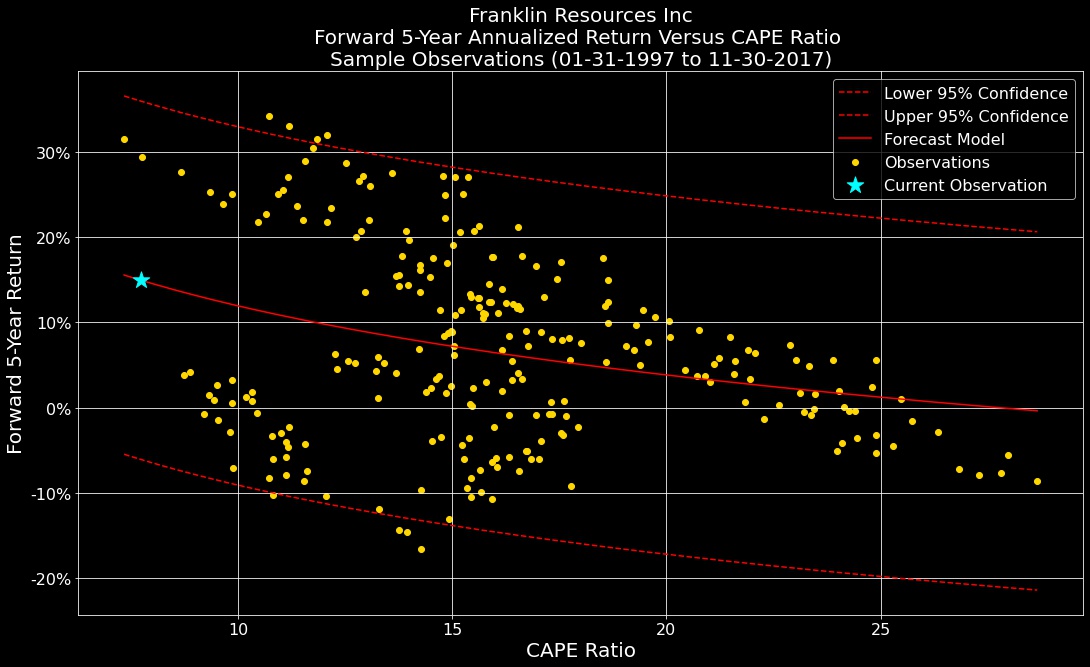 Franklin Resources Inc
Forward 5-Year Annualized Return Versus CAPE Ratio
Sample Observations (01-31-1997 to 11-30-2017)
Lower 95% Confidence
Upper 95% Confidence
Forecast Model
Observations
Current Observation
Forward 5-Year Return
30%
20%
10%
0%
-10%
-20%
10 15 20 25
CAPE Ratio